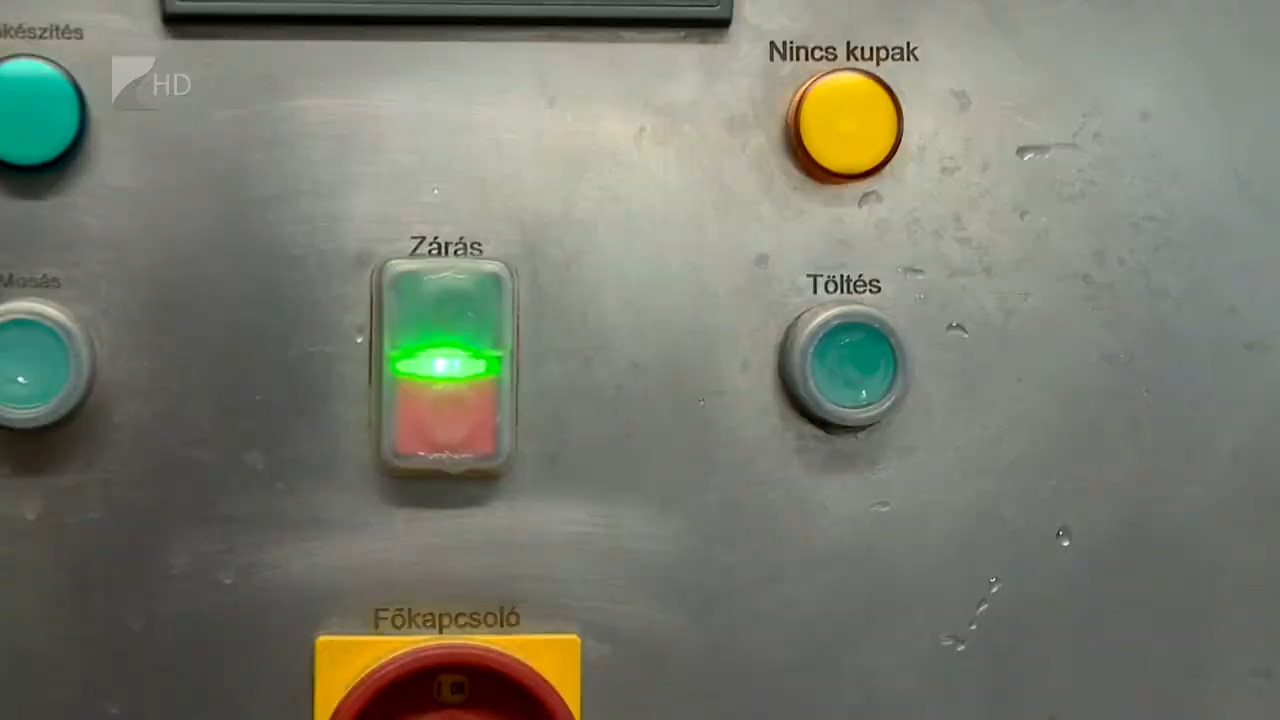 készítés
HD
Nincs kupak
Zárás
Mosás
Töltés
Főkapcsoló